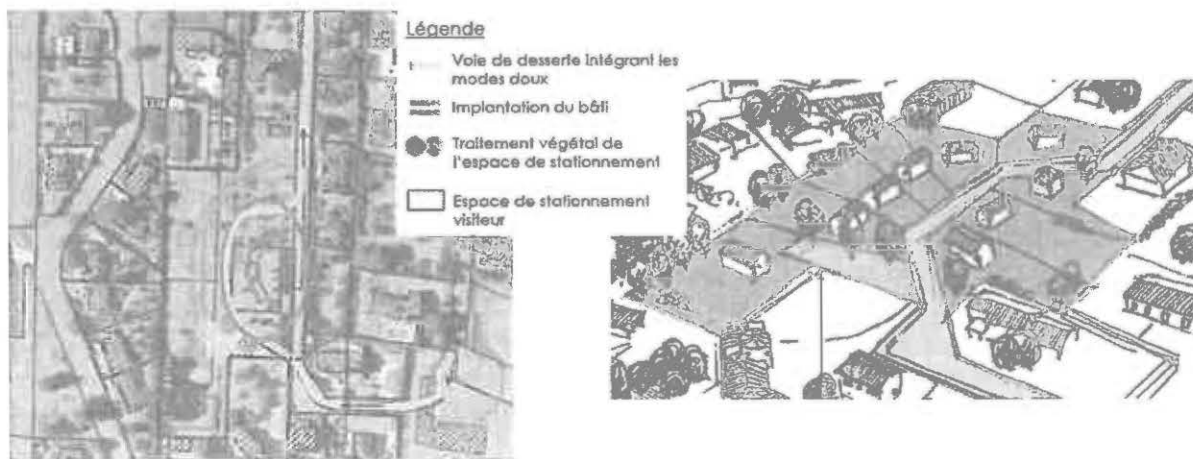 Légende
Voie de desserte intégrant les
modes doux
Implantation du bâti
Traitement végétal de
l'espace de stationnement
Espace de stationnement
visiteur